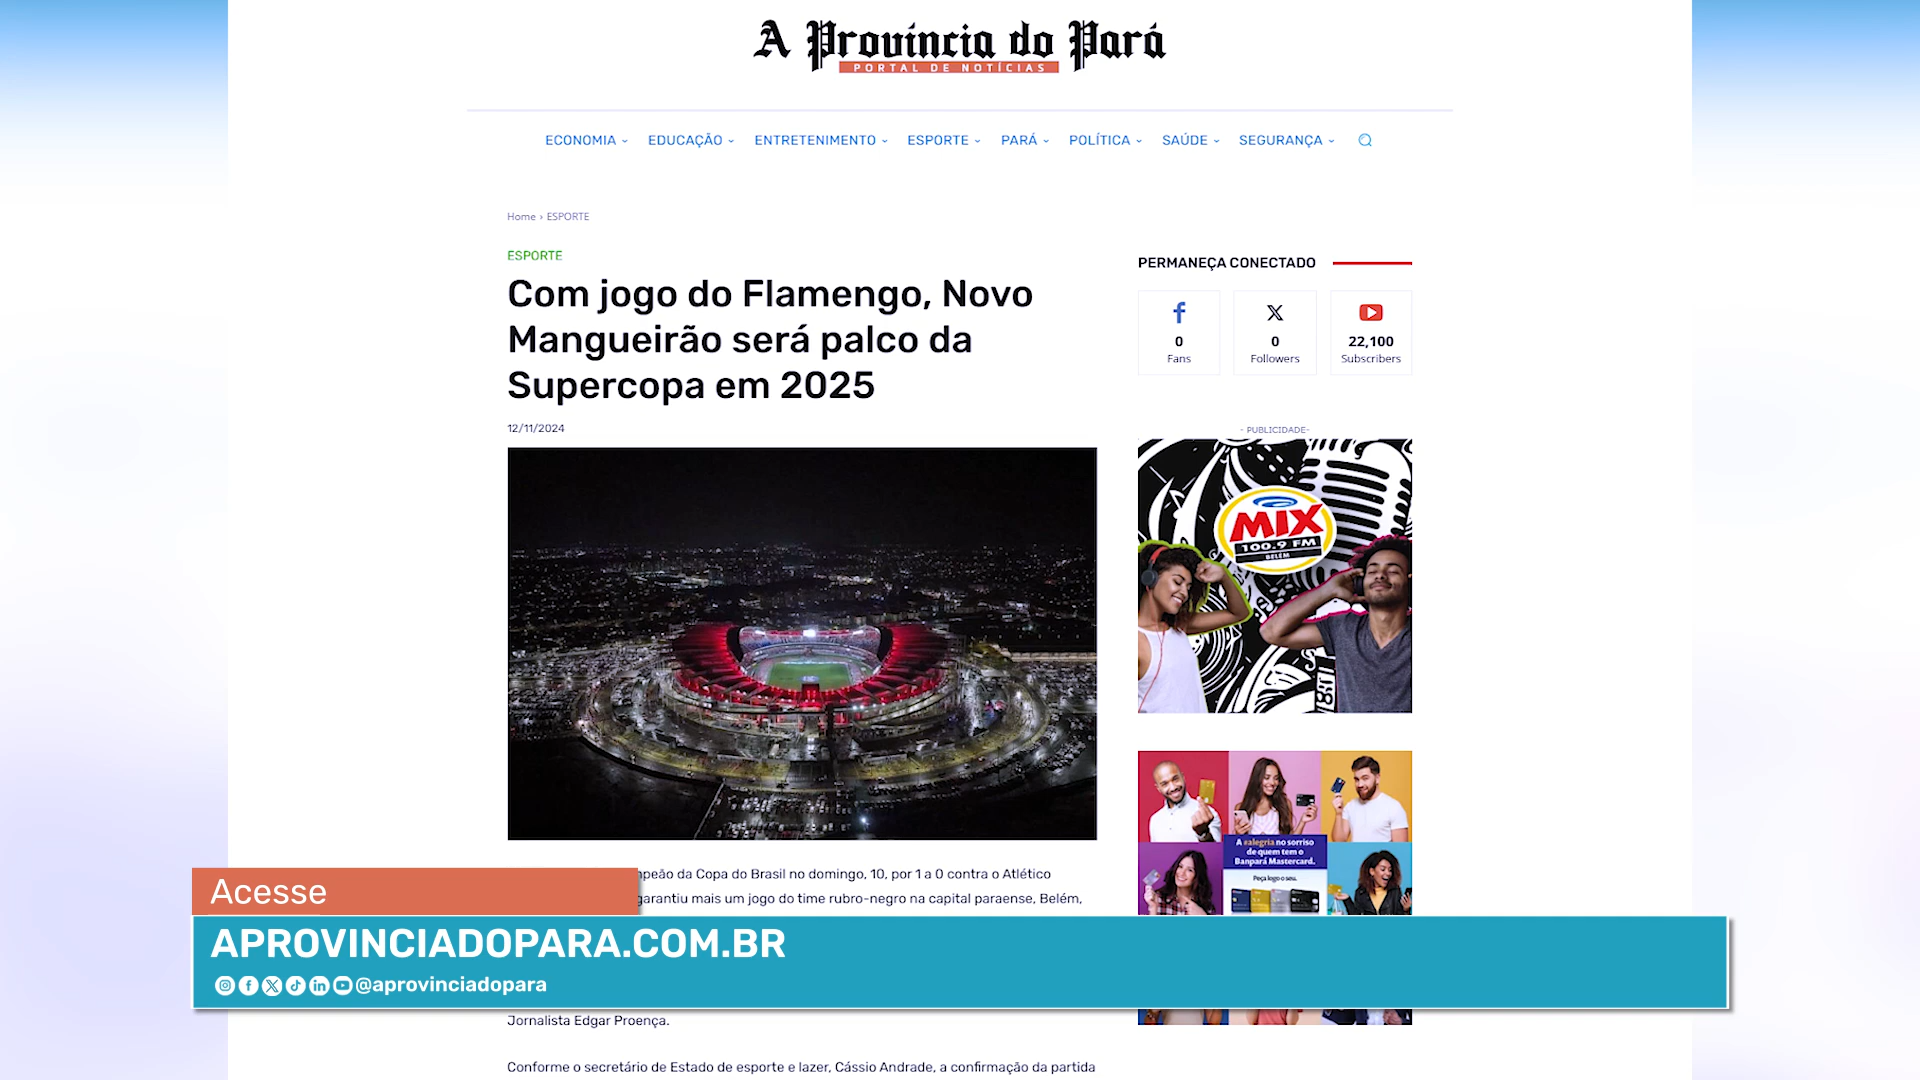 A Província do Pará
PORTAL DE NOTÍCIAS
ECONOMIA EDUCAÇÃO ENTRETENIMENTO ESPORTE PARÁ POLÍTICA SAÚDE SEGURANÇA
Home › ESPORTE
ESPORTE
Com jogo do Flamengo, Novo
Mangueirão será palco da
Supercopa em 2025
12/11/2024
PERMANEÇA CONECTADO
0
Fans
0
Followers
22,100
Subscribers
- PUBLICIDADE-
MIX
100.9 FM
BELÉM
A #alegria no sorriso
de quem tem o
Banpará Mastercard.
Peça logo o seu.
da Copa do Brasil no domingo, 10, por 1 a 0 contra o Atlético
garantiu mais um jogo do time rubro-negro na capital paraense, Belém,
Acesse
APROVINCIADOPARA.COM.BR
@aprovinciadopara
Jornalista Edgar Proença.
Conforme o secretário de Estado de esporte e lazer, Cássio Andrade, a confirmação da partida